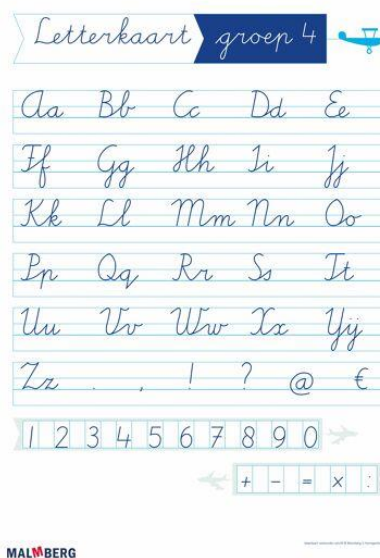 Letterkaart groep 4
Aa Bb Cc Dd Ee
Ff Gg Hh Ii Jj
Kk Ll Mm Nn Oo
Pp Qq Rr Ss Tt
Uu Vv Ww Xx Yij
Zz . , ! ? @ €
1 2 3 4 5 6 7 8 9 0
+ - = x :
MALMBERG